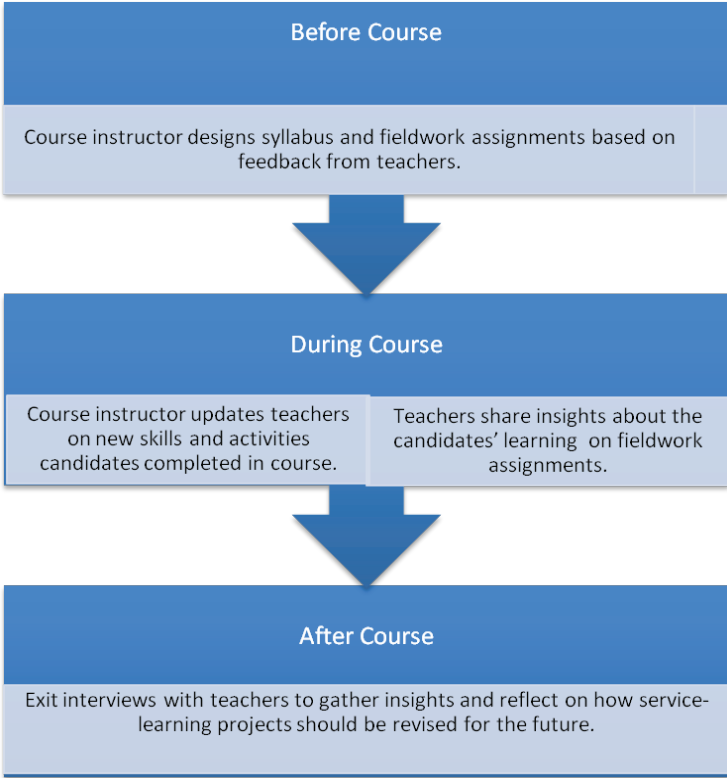 Before Course
Course instructor designs syllabus and fieldwork assignments based on
feedback from teachers.
During Course
Course instructor updates teachers
on new skills and activities
candidates completed in course.
Teachers share insights about the
candidates’ learning on fieldwork
assignments.
After Course
Exit interviews with teachers to gather insights and reflect on how service-
learning projects should be revised for the future.